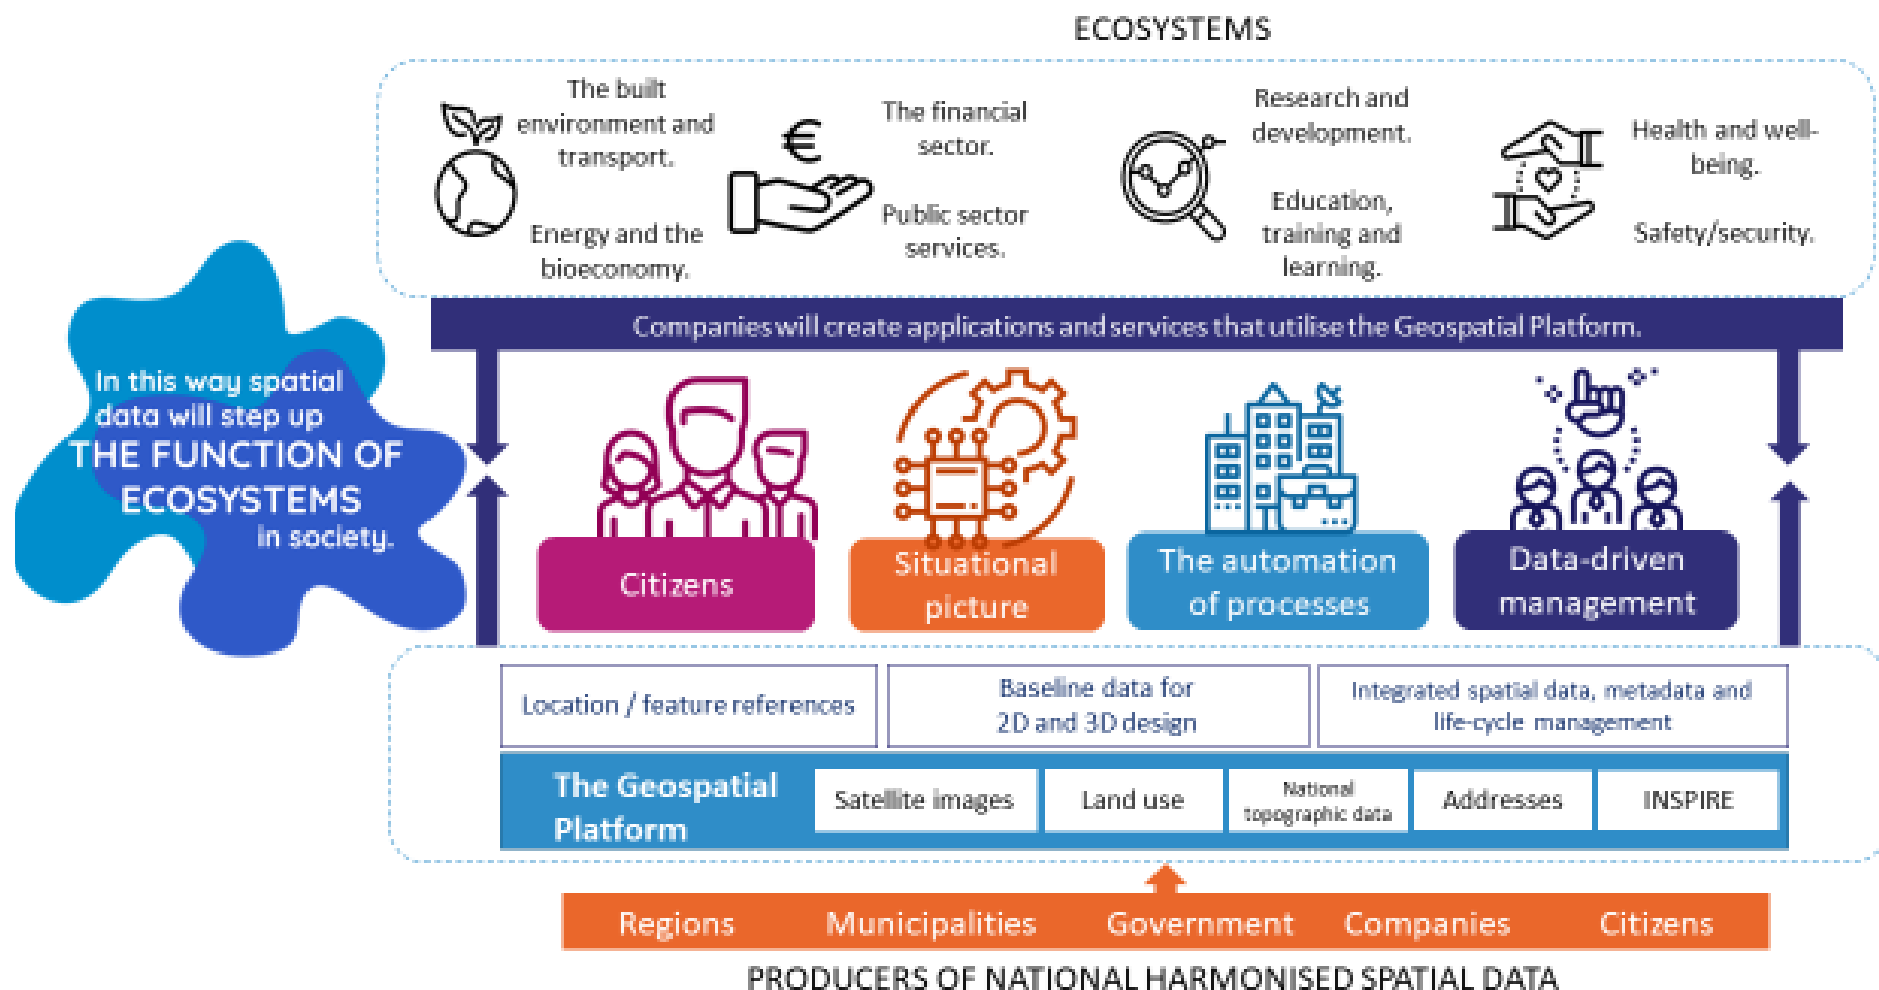 ECOSYSTEMS
The built
environment and
transport.
Energy and the
bioeconomy.
€
The financial
sector.
Public sector
services.
Research and
development.
Education,
training and
learning.
Health and well-
being.
Safety/security.
Companies will create applications and services that utilise the Geospatial Platform.
In this way spatial
data will step up
THE FUNCTION OF
ECOSYSTEMS
in society.
Citizens
Situational
picture
The automation
of processes
Data-driven
management
Location / feature references
Baseline data for
2D and 3D design
Integrated spatial data, metadata and
life-cycle management
The Geospatial
Platform
Satellite images
Land use
National
topographic data
Addresses
INSPIRE
Regions Municipalities Government Companies Citizens
PRODUCERS OF NATIONAL HARMONISED SPATIAL DATA